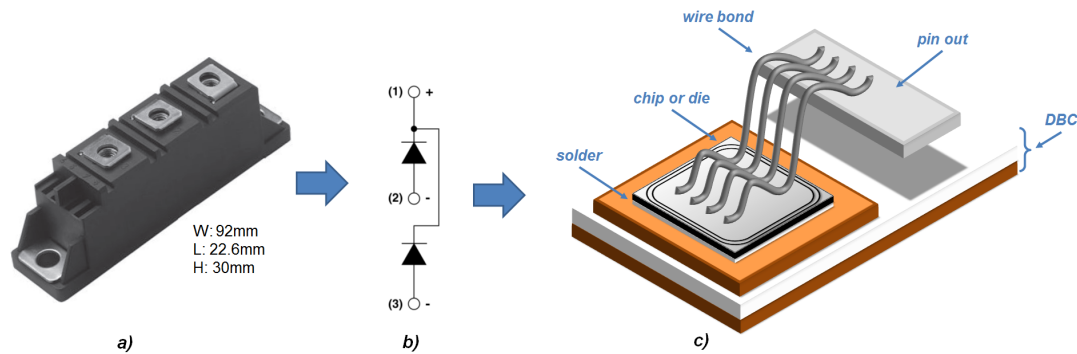 W: 92mm
L: 22.6mm
H: 30mm
a)
(1) +
(2) -
(3) -
b)
wire bond
pin out
chip or die
DBC
solder
c)